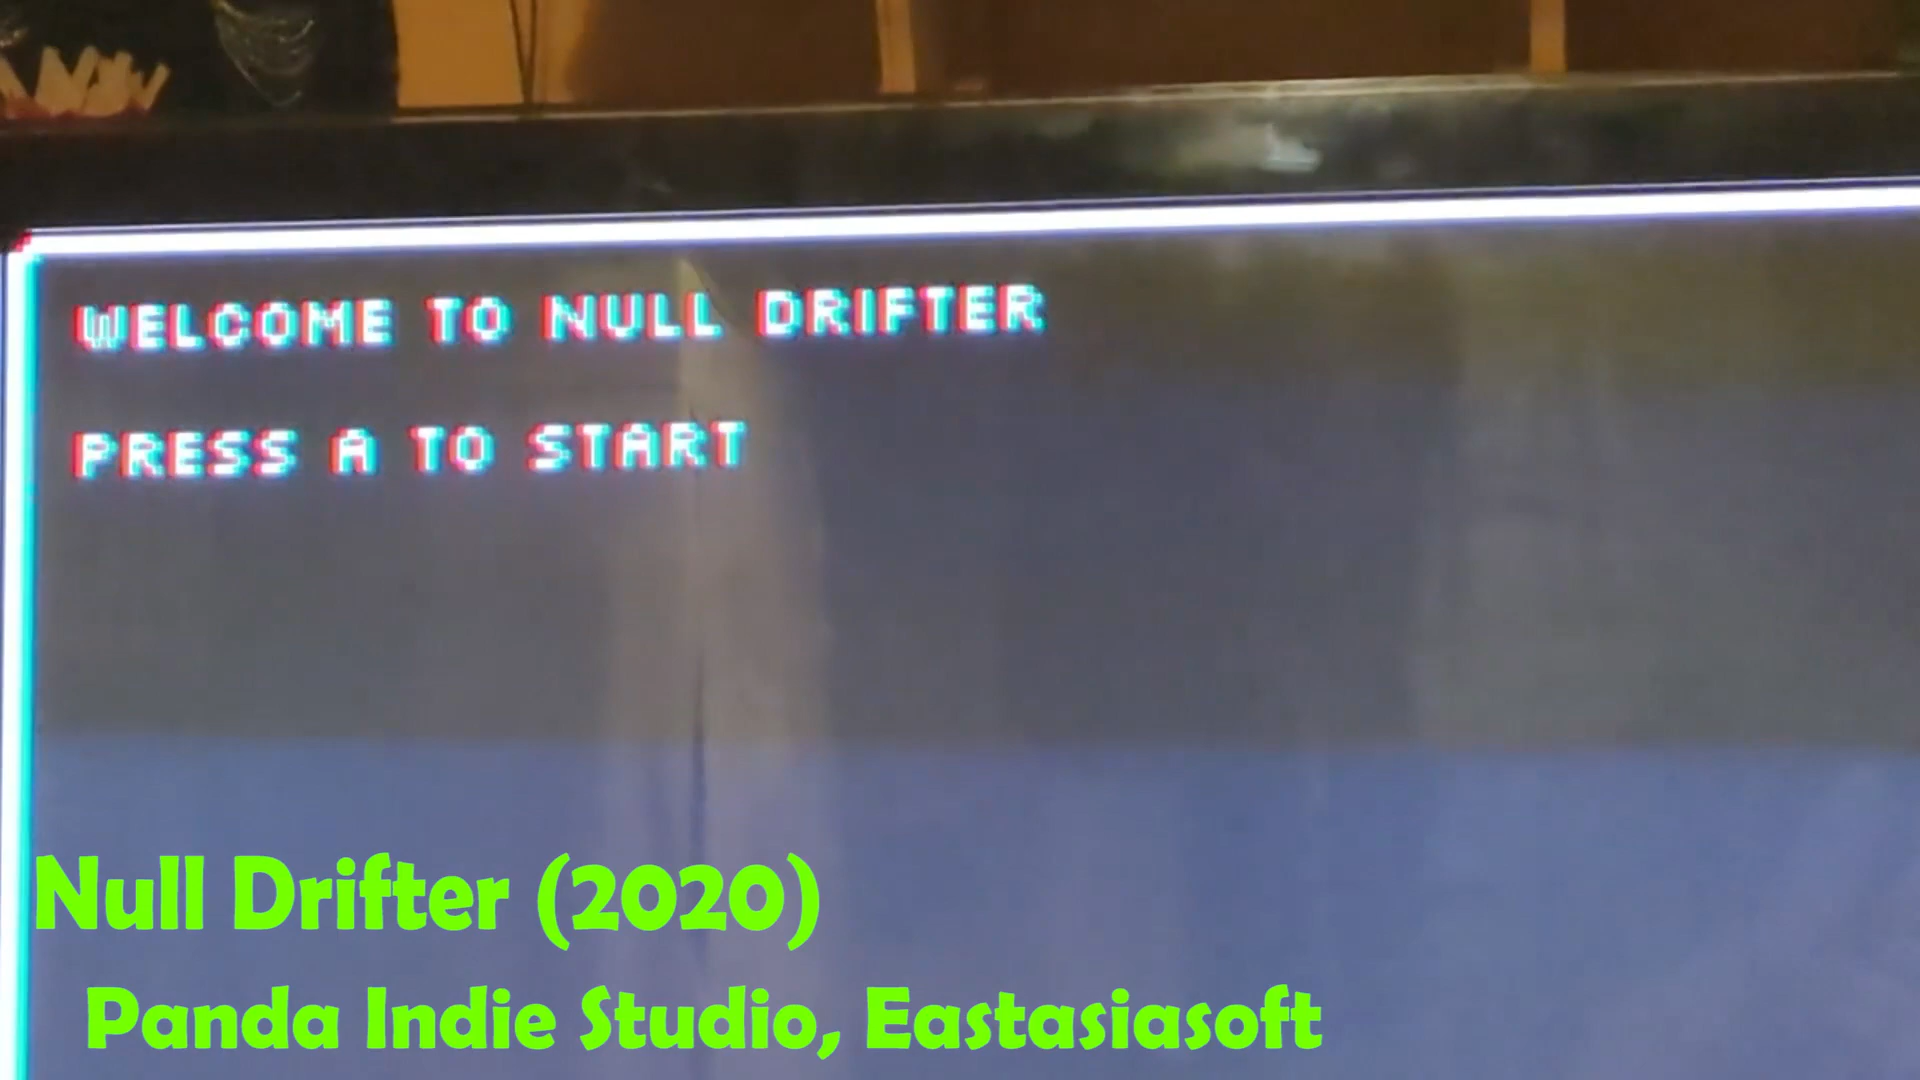 WELCOME TO NULL DRIFTER
PRESS A TO START
Null Drifter (2020)
Panda Indie Studio, Eastasiasoft